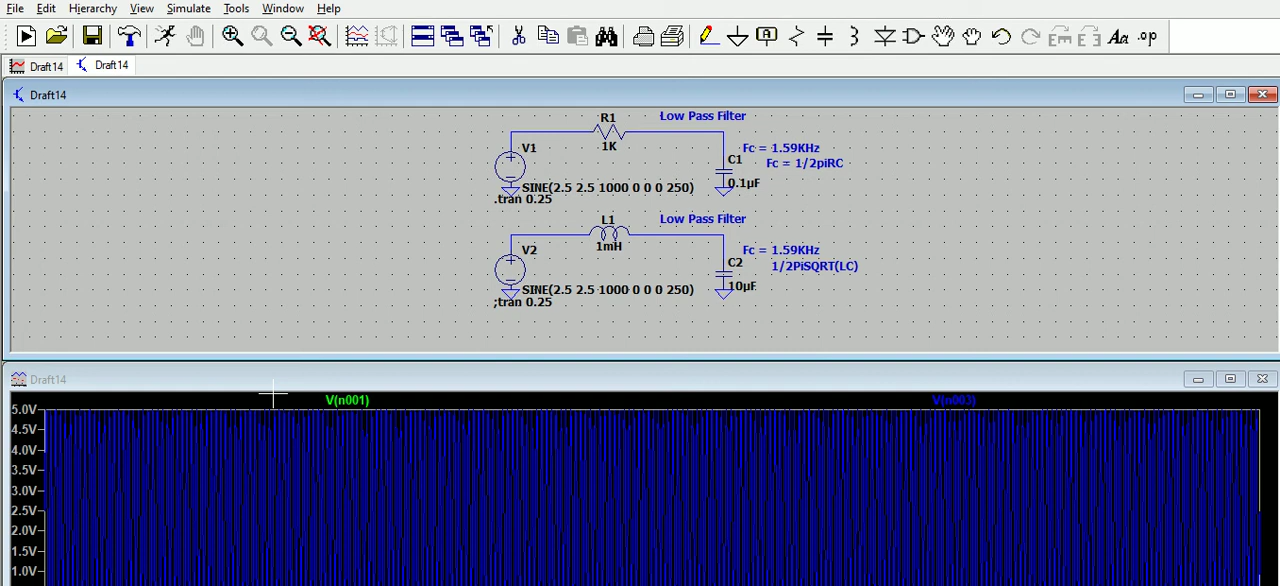 File Edit Hierarchy View Simulate Tools Window Help
Aa .op
Draft14 Draft14
Draft14
R1 Low Pass Filter
1K
V1
C1
Fc = 1.59KHz
Fc = 1/2piRC
0.1µF
SINE(2.5 2.5 1000 0 0 0 250)
.tran 0.25
L1 Low Pass Filter
1mH
V2
C2
Fc = 1.59KHz
1/2PiSQRT(LC)
10µF
SINE(2.5 2.5 1000 0 0 0 250)
;tran 0.25
Draft14
V(n001) V(n003)
5.0V
4.5V
4.0V
3.5V
3.0V
2.5V
2.0V
1.5V
1.0V